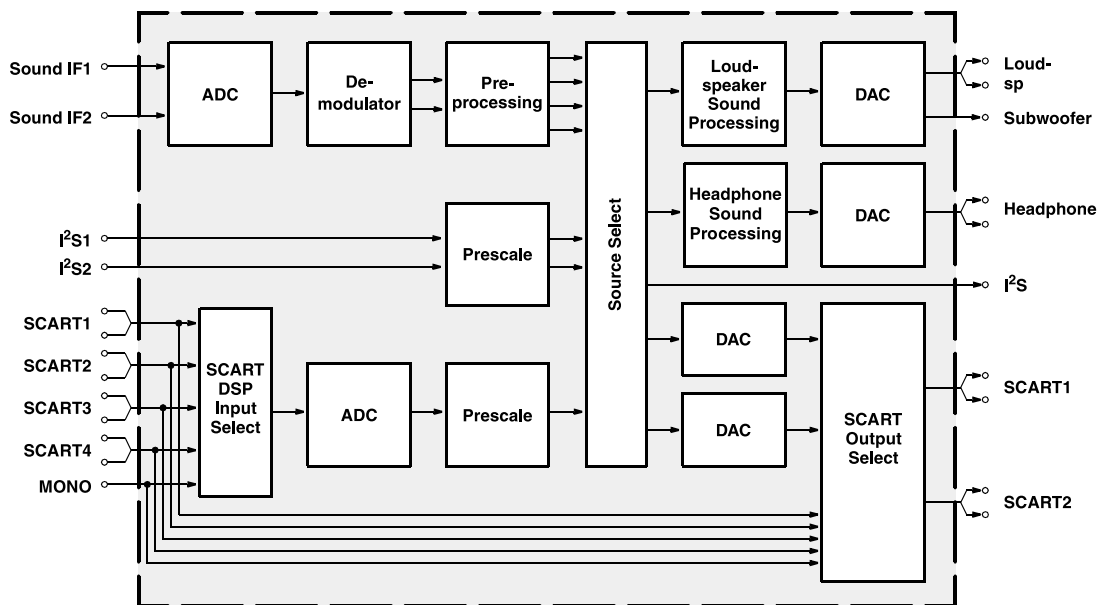 Sound IF1
Sound IF2
ADC
De-
modulator
Pre-
processing
Loud-
speaker
Sound
Processing
DAC
Loud-
sp
Subwoofer
Headphone
Sound
Processing
DAC
Headphone
I²S1
I²S2
Prescale
Source Select
I²S
SCART1
SCART2
SCART3
SCART4
MONO
SCART
DSP
Input
Select
ADC
Prescale
DAC
DAC
SCART
Output
Select
SCART1
SCART2